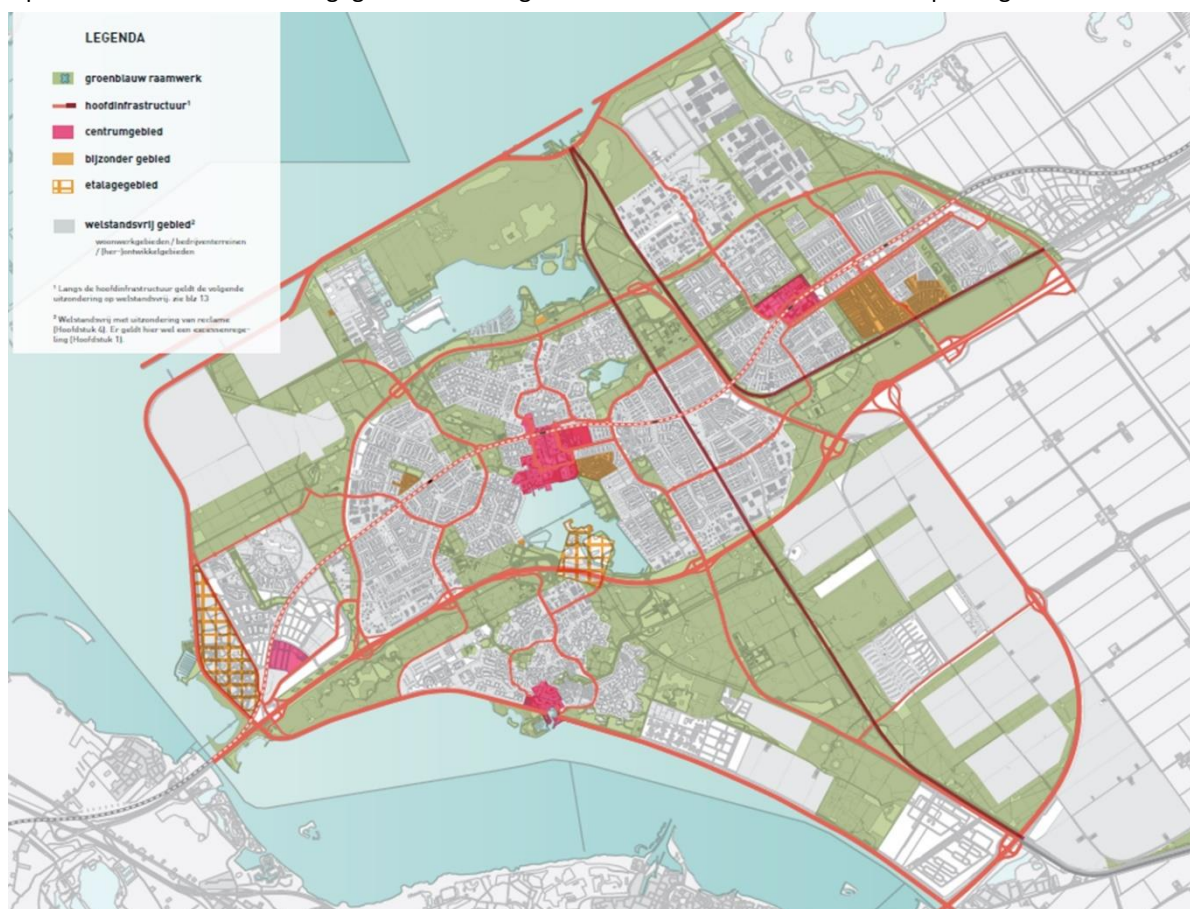 LEGENDA
groenblauw raamwerk
hoofdinfrastructuur¹
centrumgebied
bijzonder gebied
etalagegebied
welstandsvrij gebied²
woonwerkgebieden / bedrijventerreinen
/ (her-)ontwikkelgebieden
¹ Langs de hoofdinfrastructuur geldt de volgende
uitzondering op welstandsvrij. zie blz 13
² Welstandsvrij met uitzondering van reclame
(Hoofdstuk 4). Er geldt hier wel een excessenrege-
ling (Hoofdstuk 1).